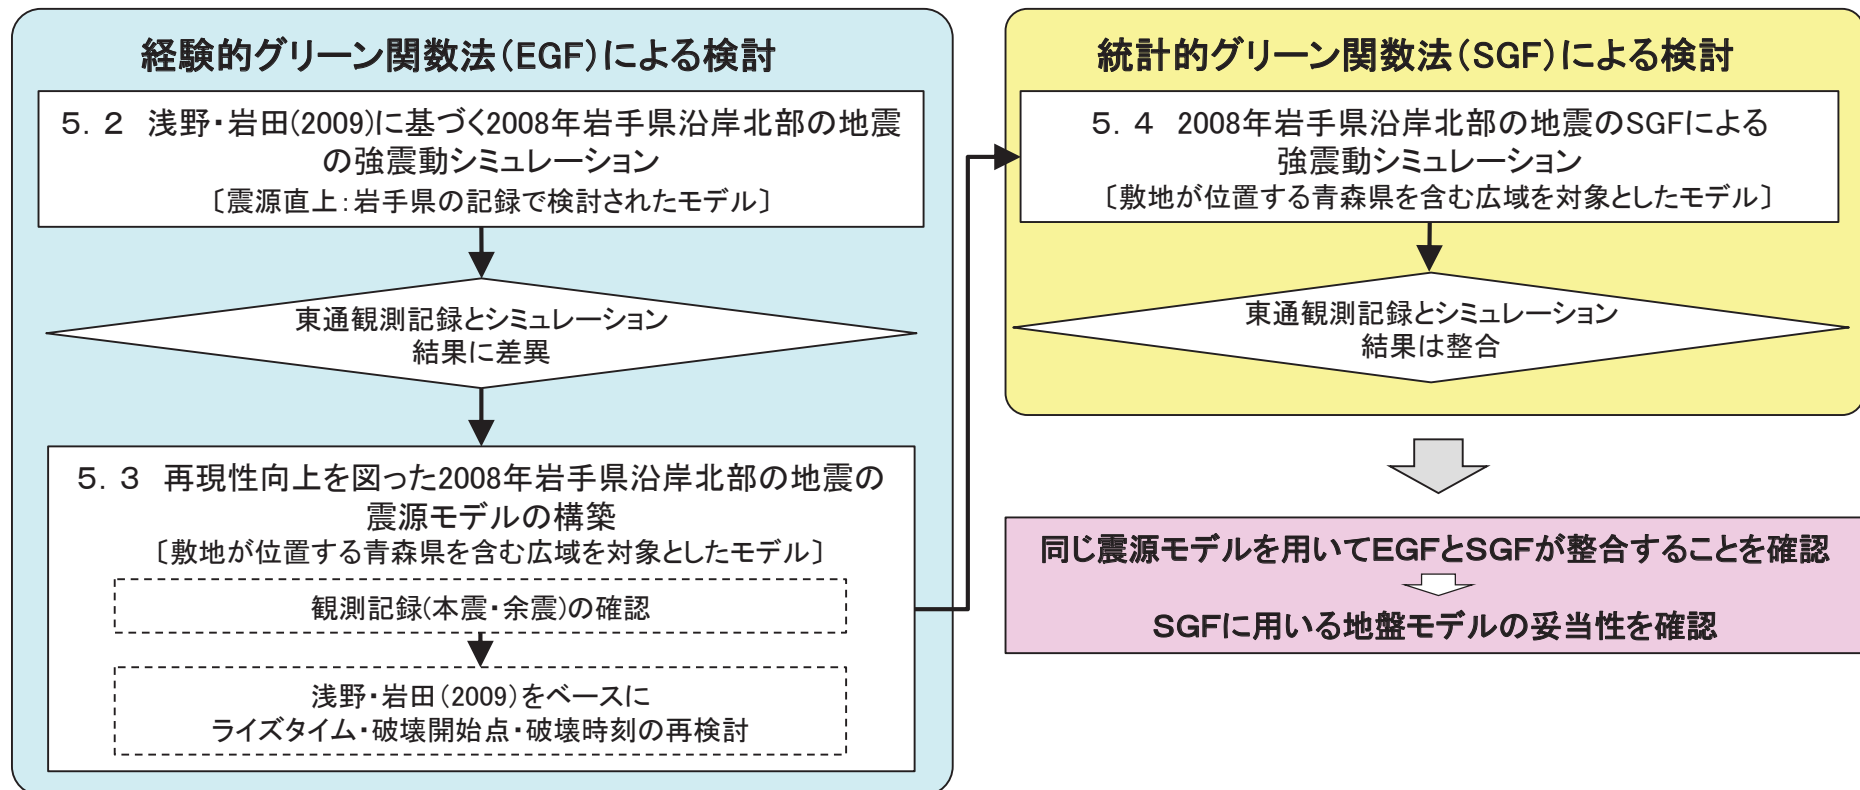 経験的グリーン関数法(EGF)による検討
5.2 浅野・岩田(2009)に基づく2008年岩手県沿岸北部の地震
の強震動シミュレーション
〔震源直上:岩手県の記録で検討されたモデル〕
東通観測記録とシミュレーション
結果に差異
5.3 再現性向上を図った2008年岩手県沿岸北部の地震の
震源モデルの構築
〔敷地が位置する青森県を含む広域を対象としたモデル〕
観測記録(本震・余震)の確認
浅野・岩田(2009)をベースに
ライズタイム・破壊開始点・破壊時刻の再検討
統計的グリーン関数法(SGF)による検討
5.4 2008年岩手県沿岸北部の地震のSGFによる
強震動シミュレーション
〔敷地が位置する青森県を含む広域を対象としたモデル〕
東通観測記録とシミュレーション
結果は整合
同じ震源モデルを用いてEGFとSGFが整合することを確認
SGFに用いる地盤モデルの妥当性を確認